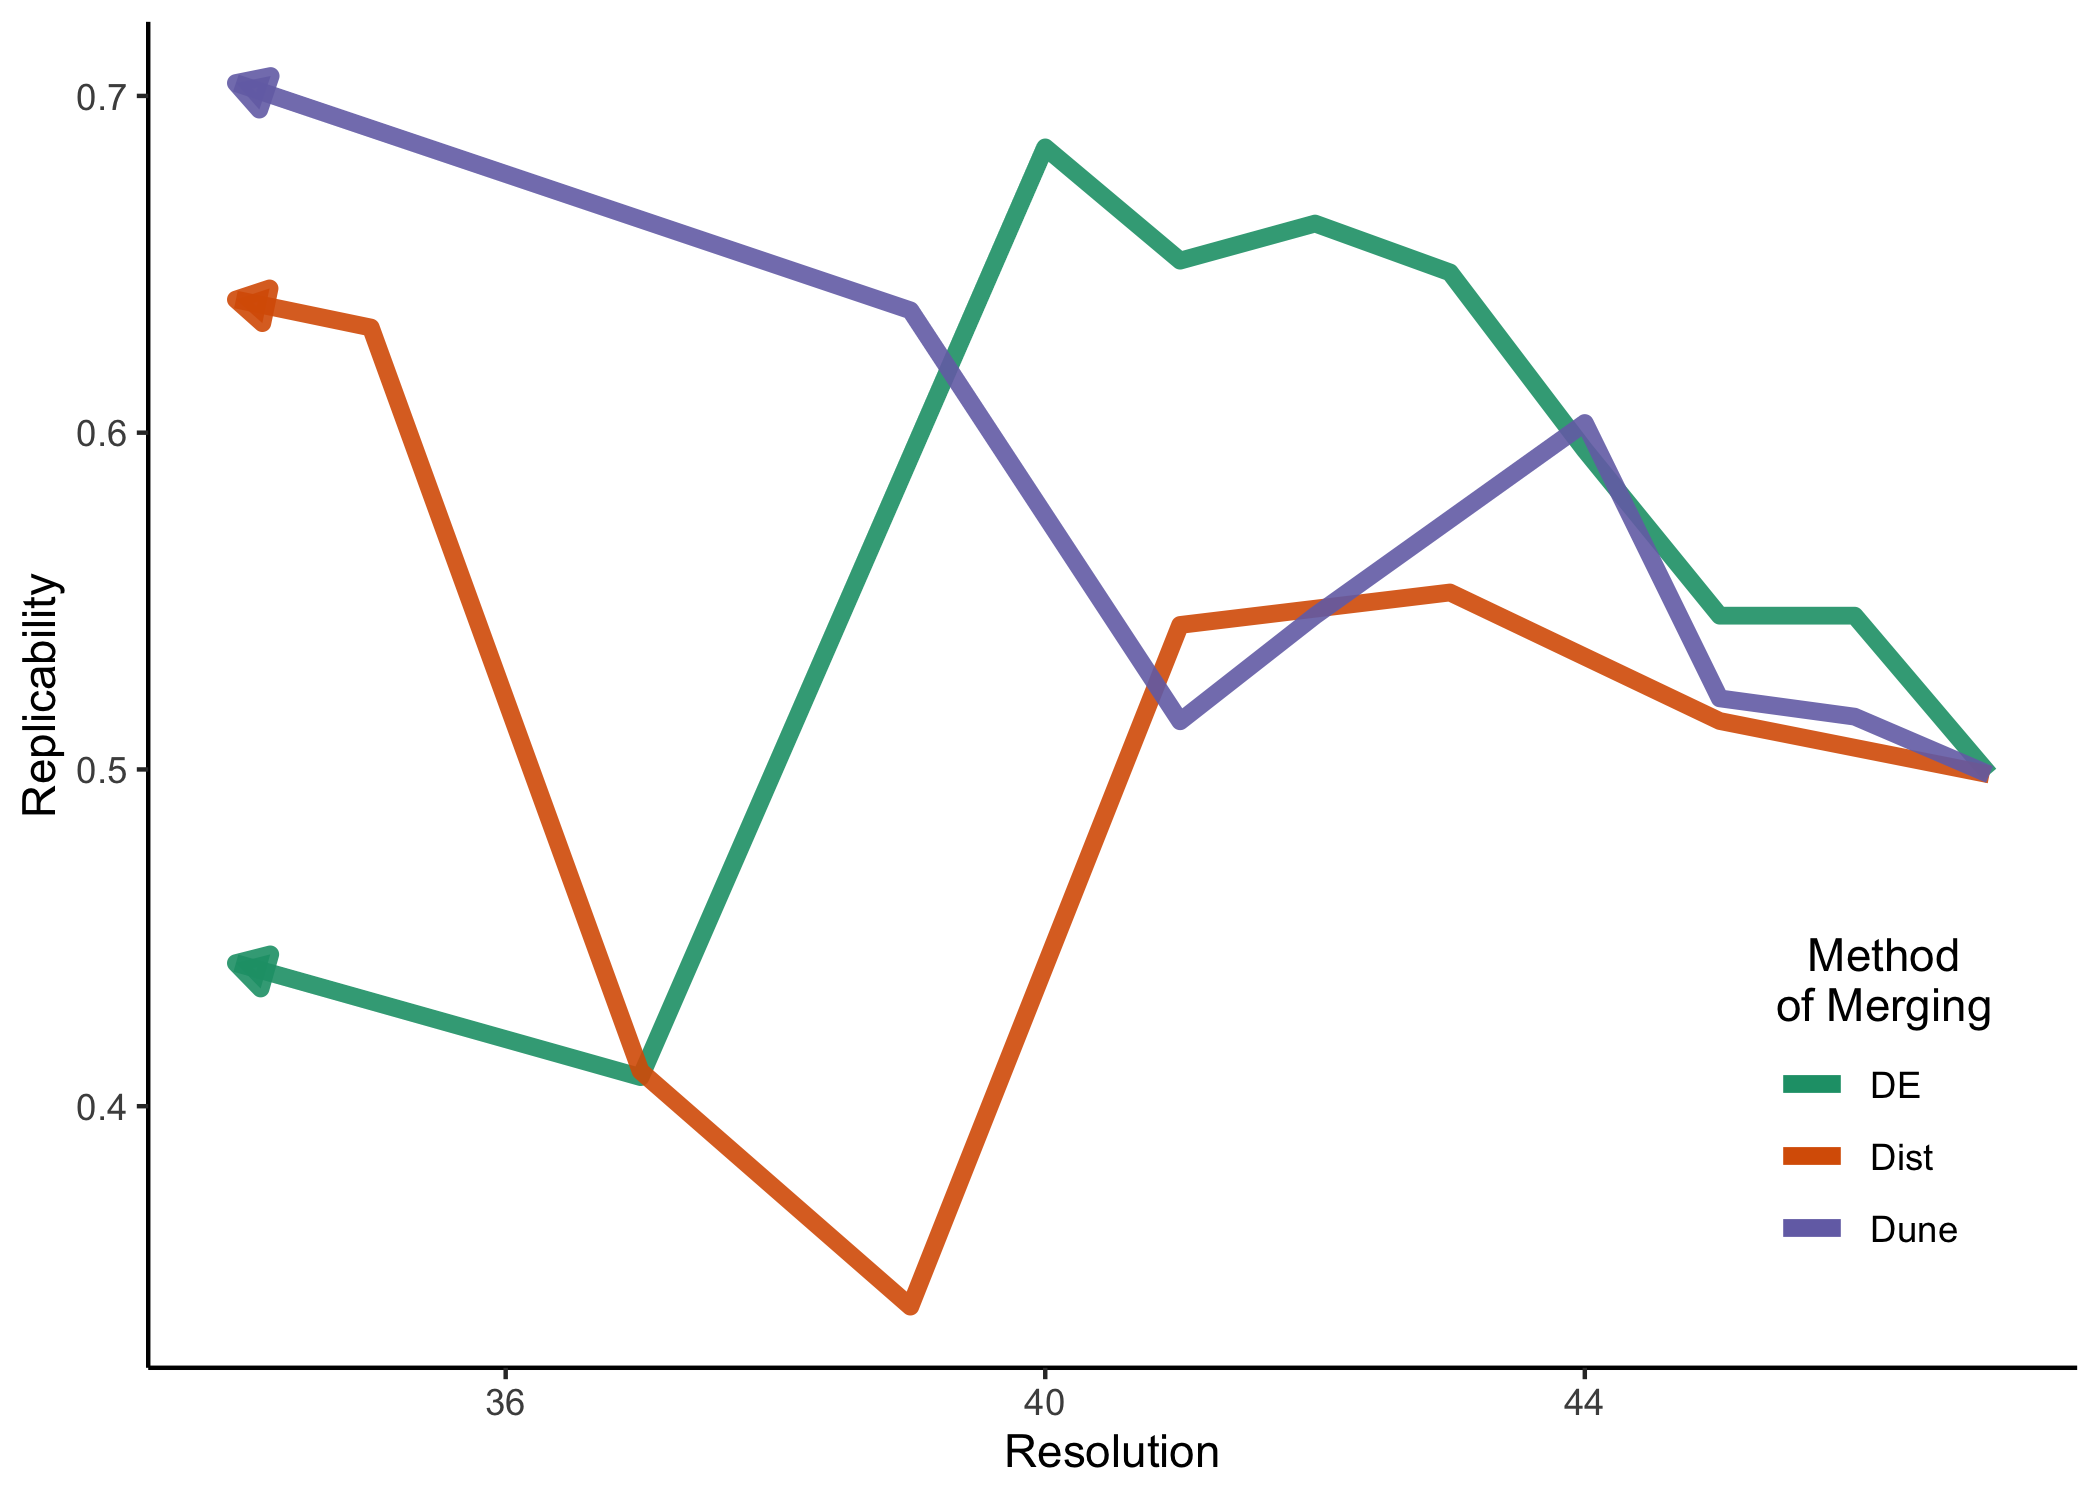 0.7
0.6
0.5
0.4
Replicability
36
40
44
Resolution
Method
of Merging
DE
Dist
Dune